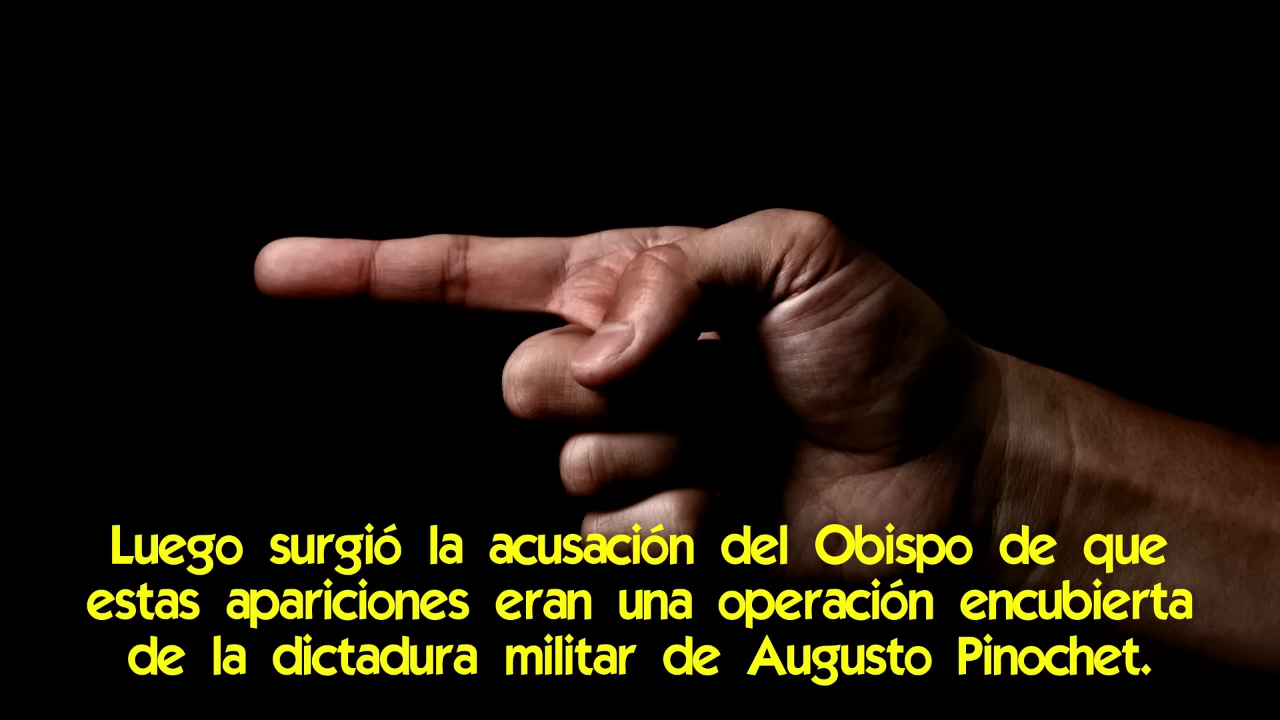 Luego surgió la acusación del Obispo de que
estas apariciones eran una operación encubierta
de la dictadura militar de Augusto Pinochet.